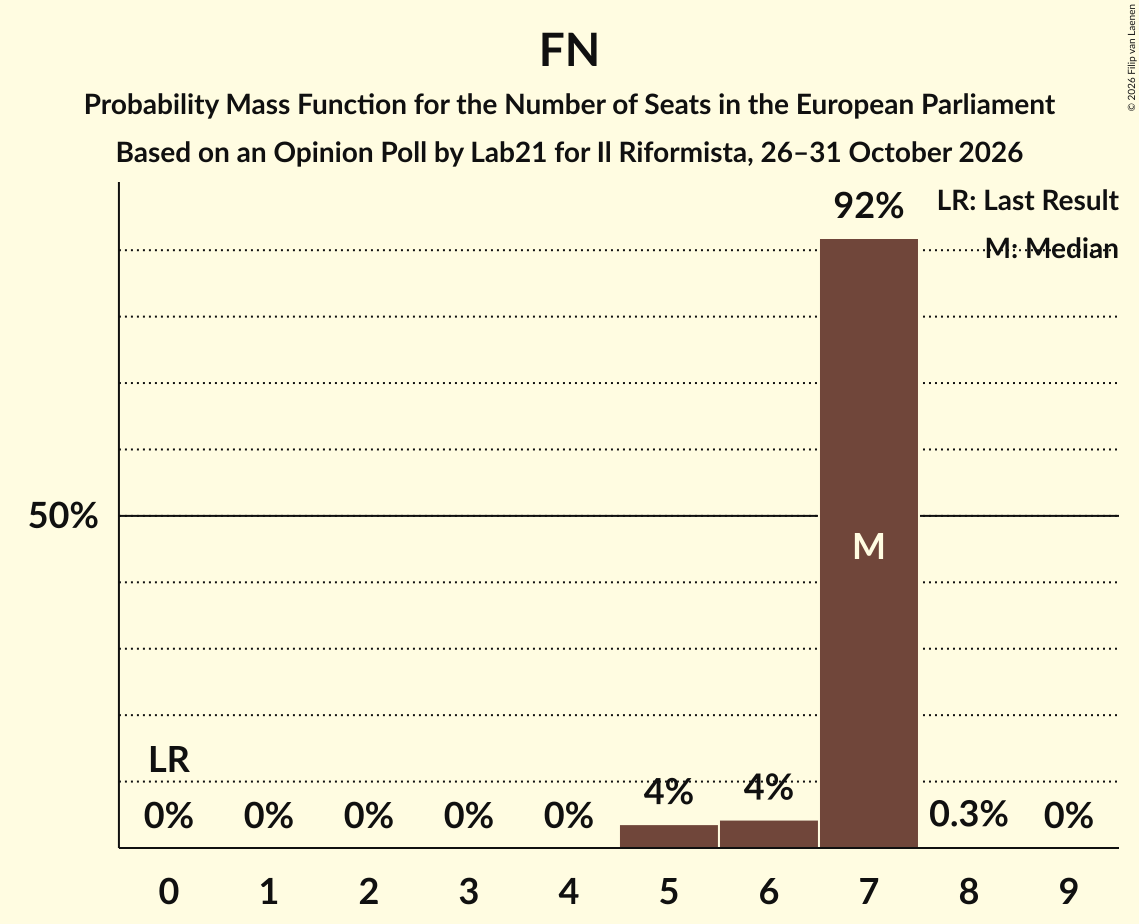 FN
Probability Mass Function for the Number of Seats in the European Parliament
Based on an Opinion Poll by Lab21 for Il Riformista, 26–31 October 2026
© 2026 Filip van Laenen
LR: Last Result
M: Median
92%
50%
M
LR
0% 0% 0% 0% 0% 4% 4% 0.3% 0%
0 1 2 3 4 5 6 7 8 9